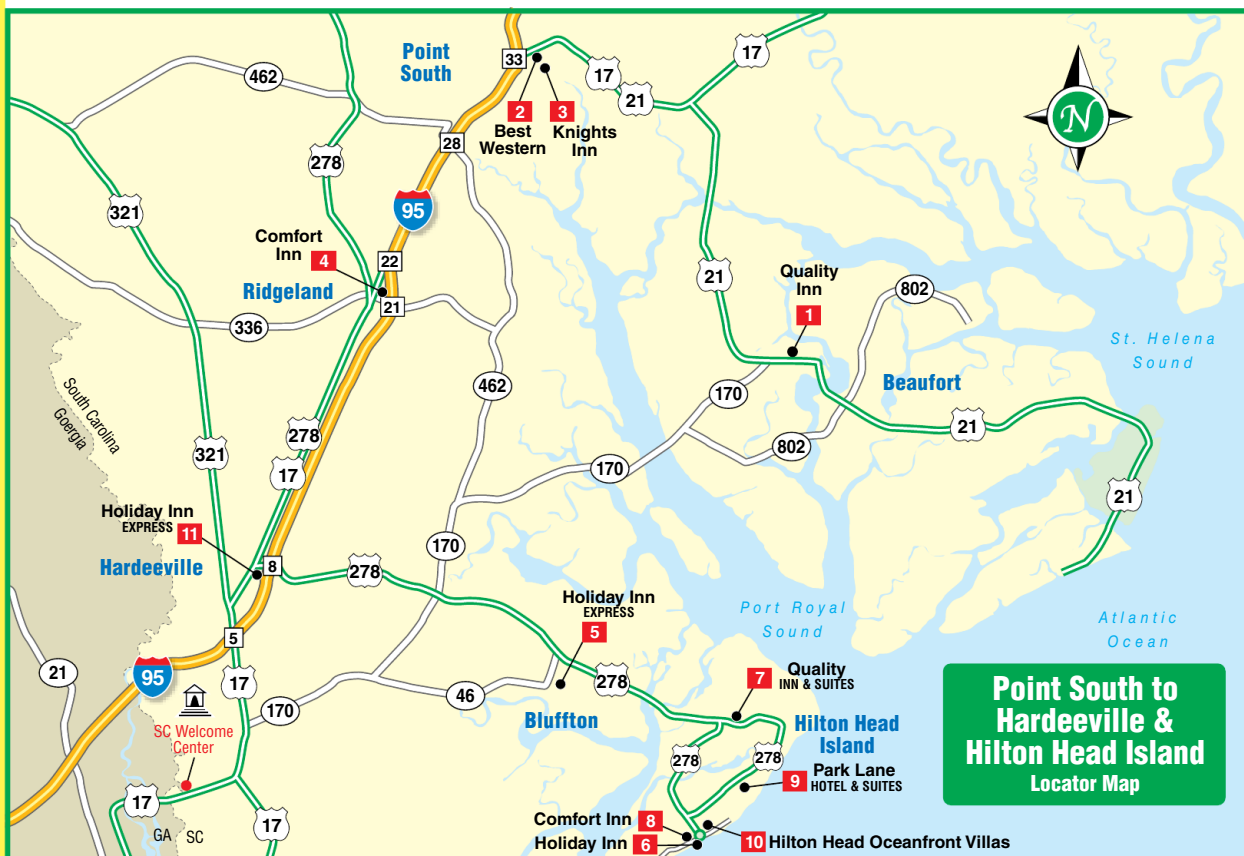 Point
South
33
462
17
17
21
2
Best
Western
3
Knights
Inn
N
28
278
321
95
Comfort
Inn
4
22
Ridgeland
21
336
21
Quality
Inn
1
802
St. Helena
Sound
Beaufort
462
170
South Carolina
Goergia
278
17
321
21
802
170
21
Holiday Inn
EXPRESS
11
Hardeeville
8
278
170
Holiday Inn
EXPRESS
5
Port Royal
Sound
Atlantic
Ocean
5
21
95
17
170
46
278
Bluffton
7
Quality
INN & SUITES
Hilton Head
Island
SC Welcome
Center
278
278
9
Park Lane
HOTEL & SUITES
17
17
GA
SC
Comfort Inn
8
Holiday Inn
6
10
Hilton Head Oceanfront Villas
Point South to
Hardeeville &
Hilton Head Island
Locator Map